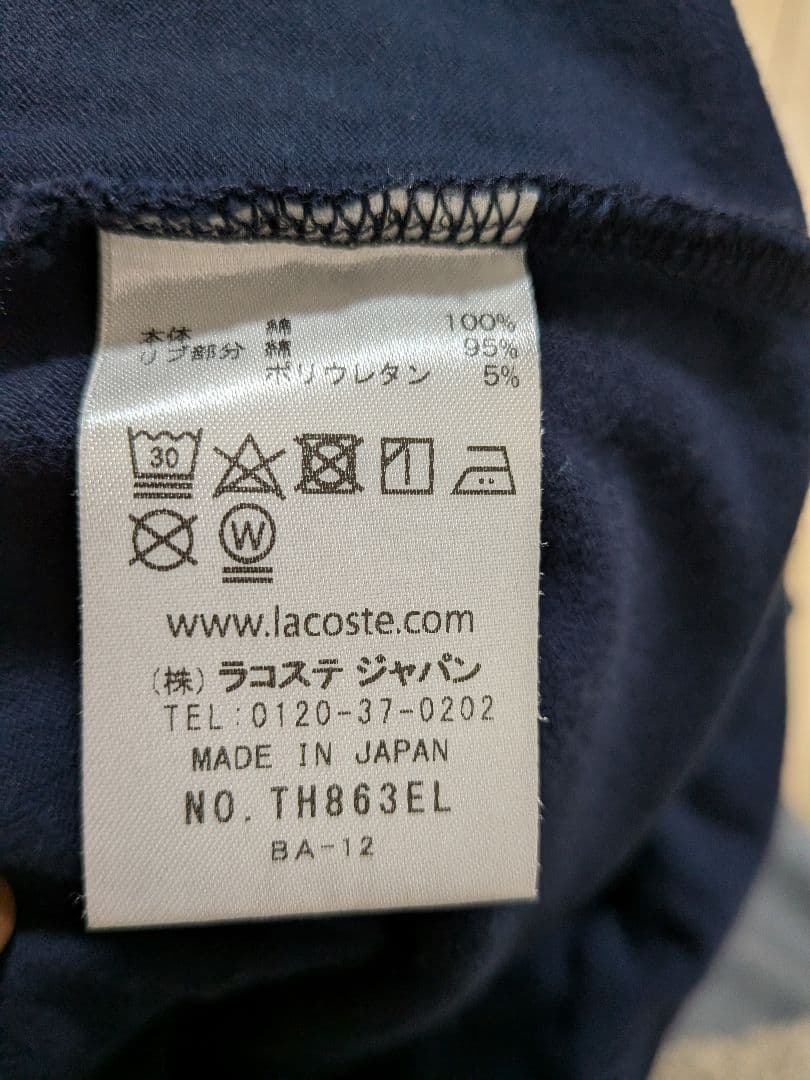 本体 綿 100%
リブ部分 綿 95%
ポリウレタン 5%
30
W
www.lacoste.com
(株) ラコステ ジャパン
TEL:0120-37-0202
MADE IN JAPAN
NO. TH863EL
BA-12